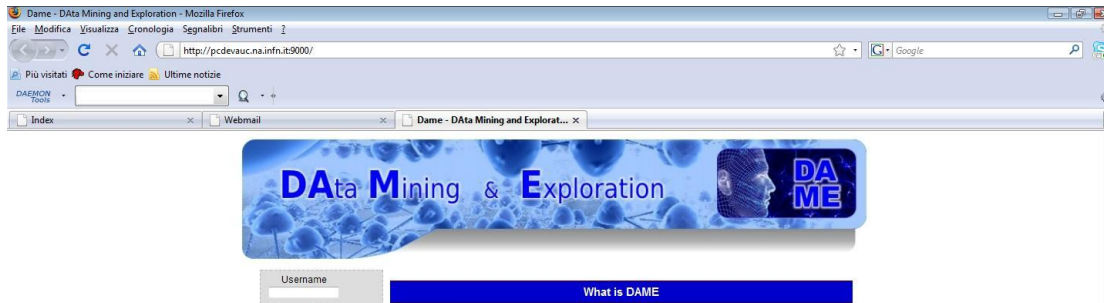 Dame - DAta Mining and Exploration - Mozilla Firefox
File Modifica Visualizza Cronologia Segnalibri Strumenti ?
http://pcdevauc.na.infn.it:9000/
G Google
Più visitati Come iniziare Ultime notizie
DAEMON Tools
Index Webmail Dame - DAta Mining and Explorat...
DAta Mining & Exploration
DA
ME
Username
What is DAME